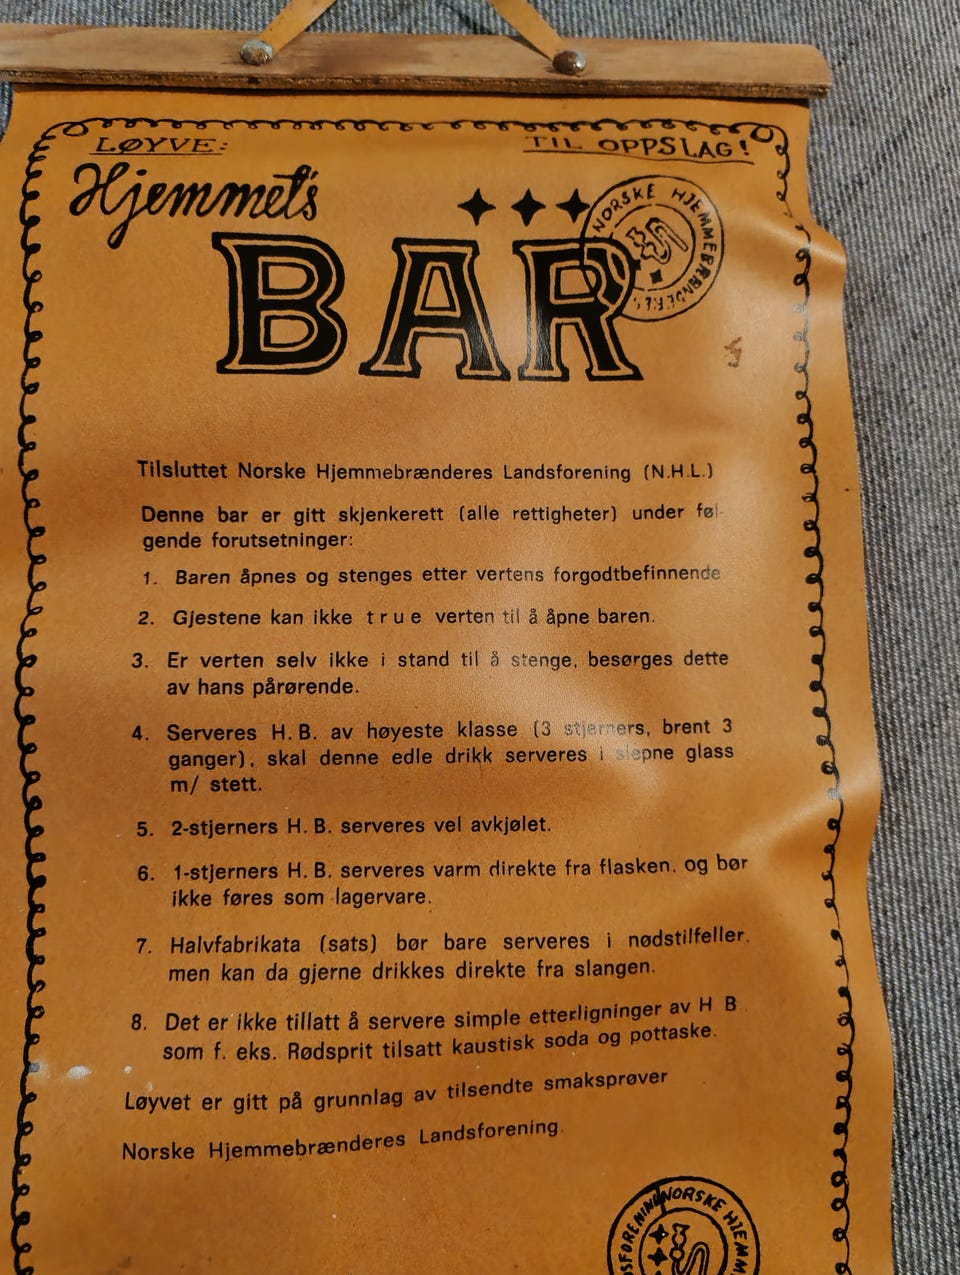 LØYVE:
TIL OPPSLAG!
Hjemmet's
BAR
NORSKE HJEMMEBRÆNDERES
Tilsluttet Norske Hjemmebrænderes Landsforening (N.H.L.)
Denne bar er gitt skjenkerett (alle rettigheter) under føl-
gende forutsetninger:
1. Baren åpnes og stenges etter vertens forgodtbefinnende
2. Gjestene kan ikke true verten til å åpne baren.
3. Er verten selv ikke i stand til å stenge, besørges dette
av hans pårørende.
4. Serveres H.B. av høyeste klasse (3 stjerners, brent 3
ganger), skal denne edle drikk serveres i slepne glass
m/ stett.
5. 2-stjerners H.B. serveres vel avkjølet.
6. 1-stjerners H.B. serveres varm direkte fra flasken, og bør
ikke føres som lagervare.
7. Halvfabrikata (sats) bør bare serveres i nødstilfeller,
men kan da gjerne drikkes direkte fra slangen.
8. Det er ikke tillatt å servere simple etterligninger av H B
som f. eks. Rødsprit tilsatt kaustisk soda og pottaske.
Løyvet er gitt på grunnlag av tilsendte smaksprøver
Norske Hjemmebrænderes Landsforening.
NORSKE HJEMM